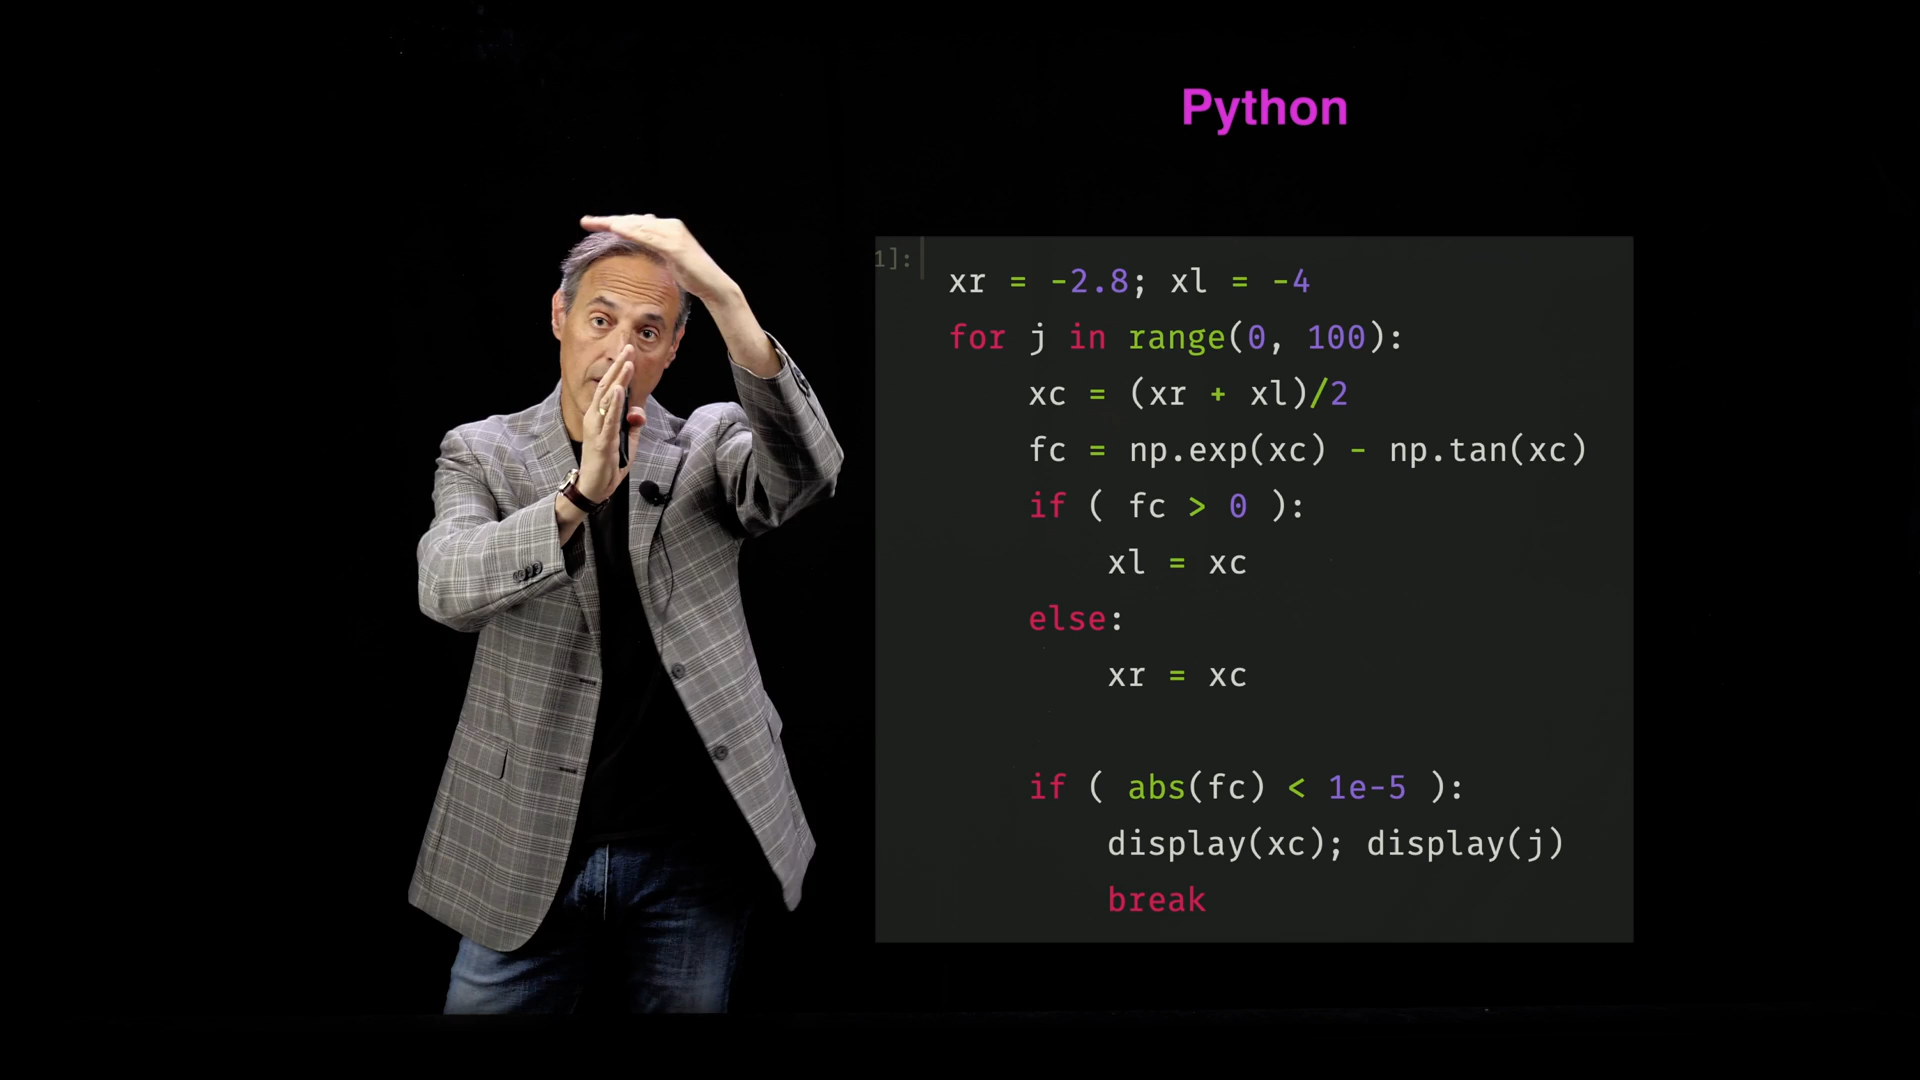 Python
1]:
xr = -2.8; xl = -4
for j in range(0, 100):
    xc = (xr + xl)/2
    fc = np.exp(xc) - np.tan(xc)
    if ( fc > 0 ):
        xl = xc
    else:
        xr = xc
    if ( abs(fc) < 1e-5 ):
        display(xc); display(j)
        break